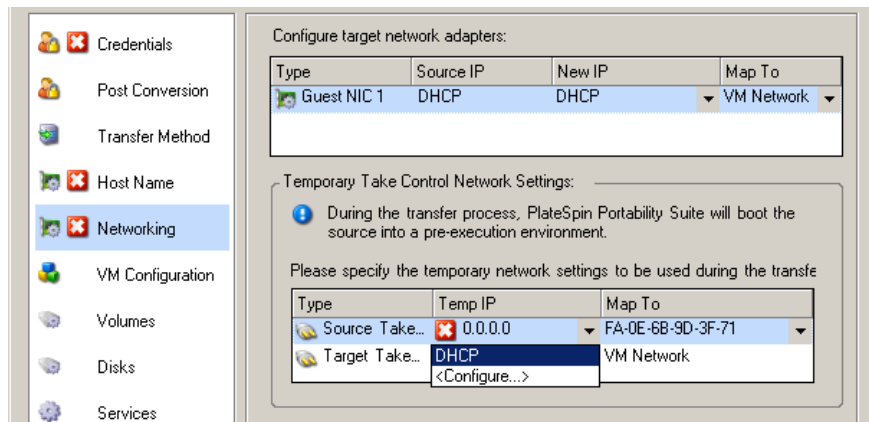 Credentials
Post Conversion
Transfer Method
Host Name
Networking
VM Configuration
Volumes
Disks
Services
Configure target network adapters:
Type Source IP New IP Map To
Guest NIC 1 DHCP DHCP VM Network
Temporary Take Control Network Settings:
During the transfer process, PlateSpin Portability Suite will boot the
source into a pre-execution environment.
Please specify the temporary network settings to be used during the transfe
Type Temp IP Map To
Source Take... 0.0.0.0 FA-0E-6B-9D-3F-71
Target Take... DHCP VM Network
<Configure...>